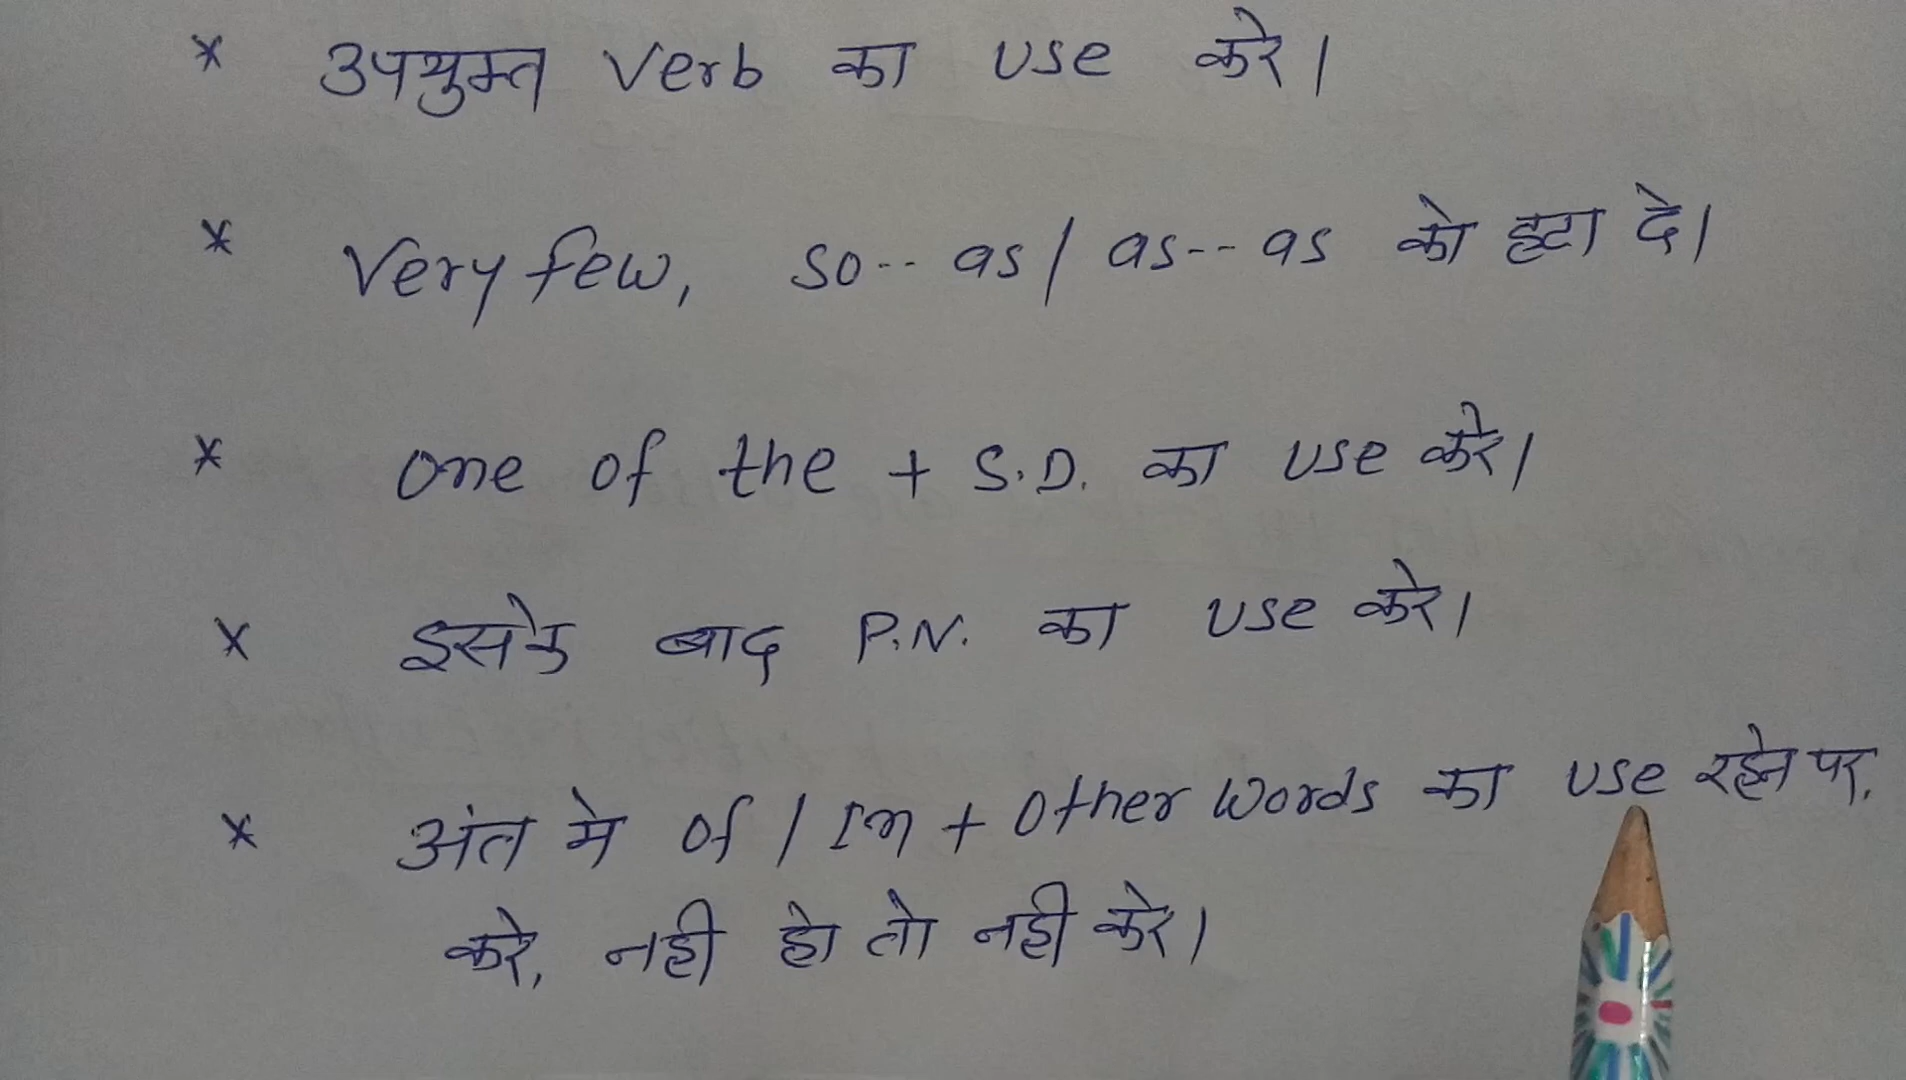 * उपयुक्त Verb का use करे।
* Very few, so-- as / as-- as को हटा दे।
* one of the + S.D. का use करे।
* इसके बाद P.N. का use करे।
* अंत मे of / In + Other Words का use रहने पर,
करे, नही हो तो नही करे।